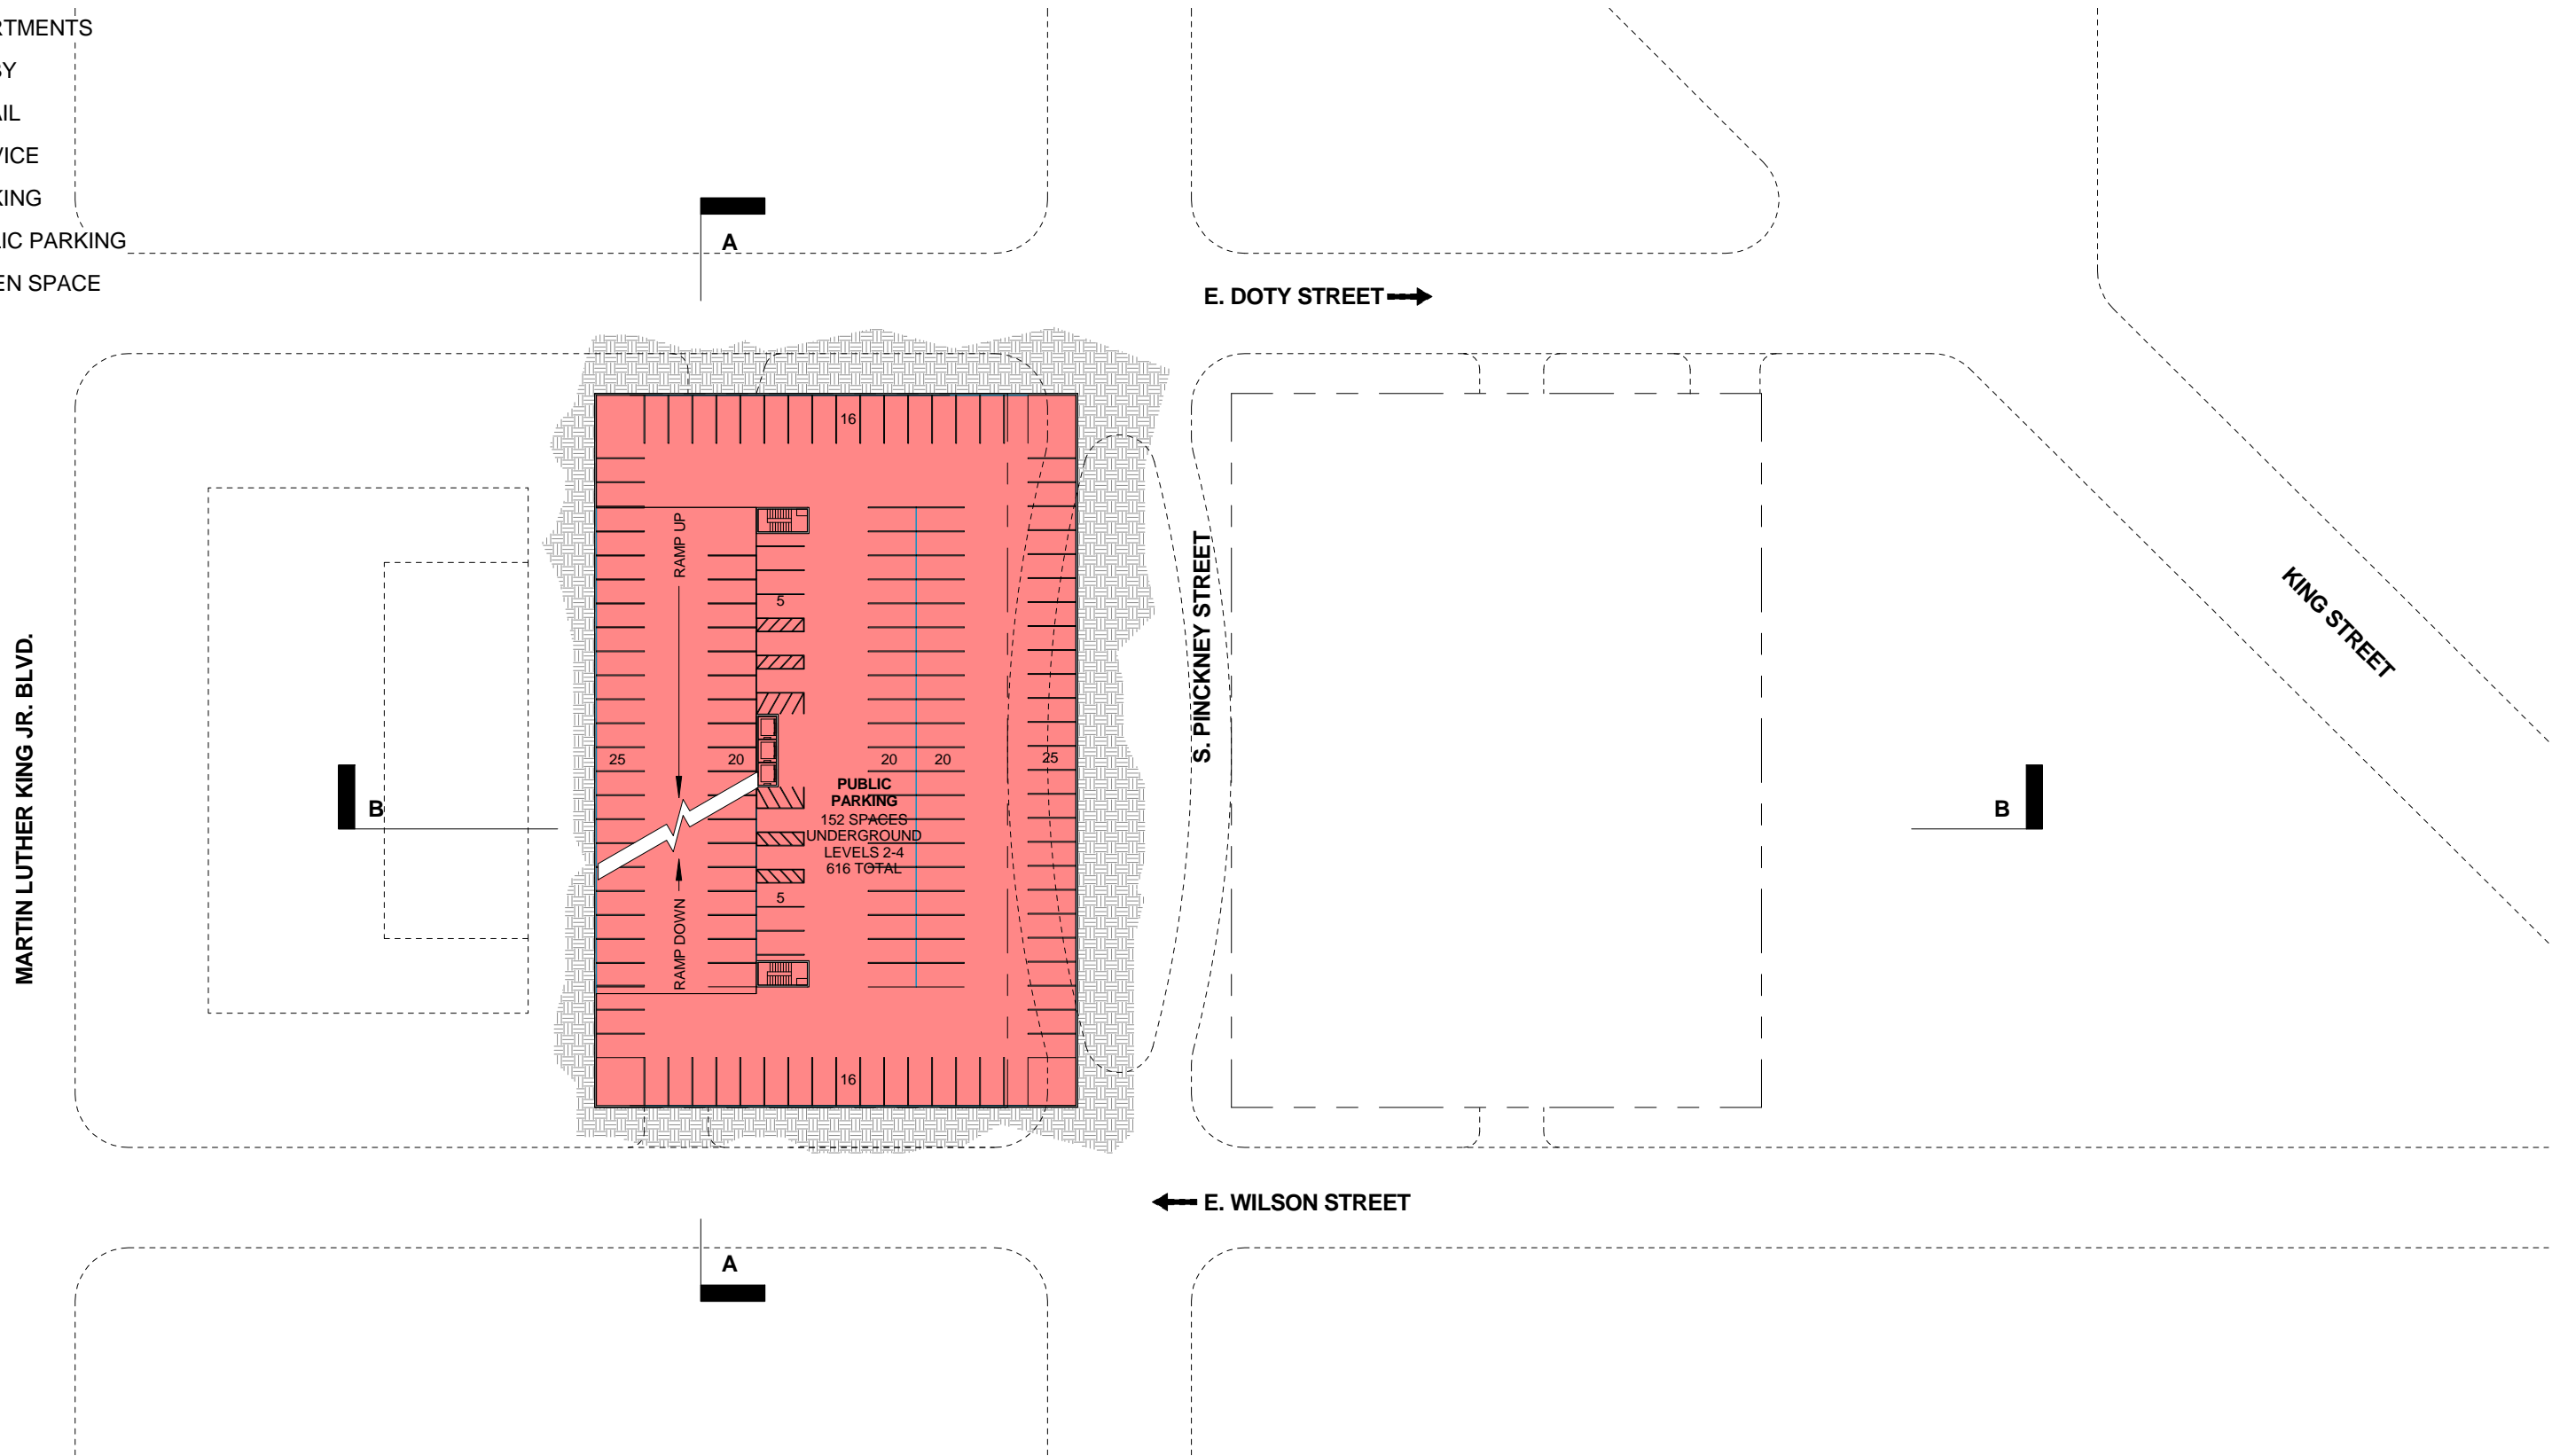 RTMENTS
BY
AIL
VICE
KING
LIC PARKING
EN SPACE
A
E. DOTY STREET
16
RAMP UP
5
S. PINCKNEY STREET
KING STREET
MARTIN LUTHER KING JR. BLVD.
25
20
20
20
25
PUBLIC
PARKING
152 SPACES
UNDERGROUND
LEVELS 2-4
616 TOTAL
B
B
5
RAMP DOWN
16
E. WILSON STREET
A